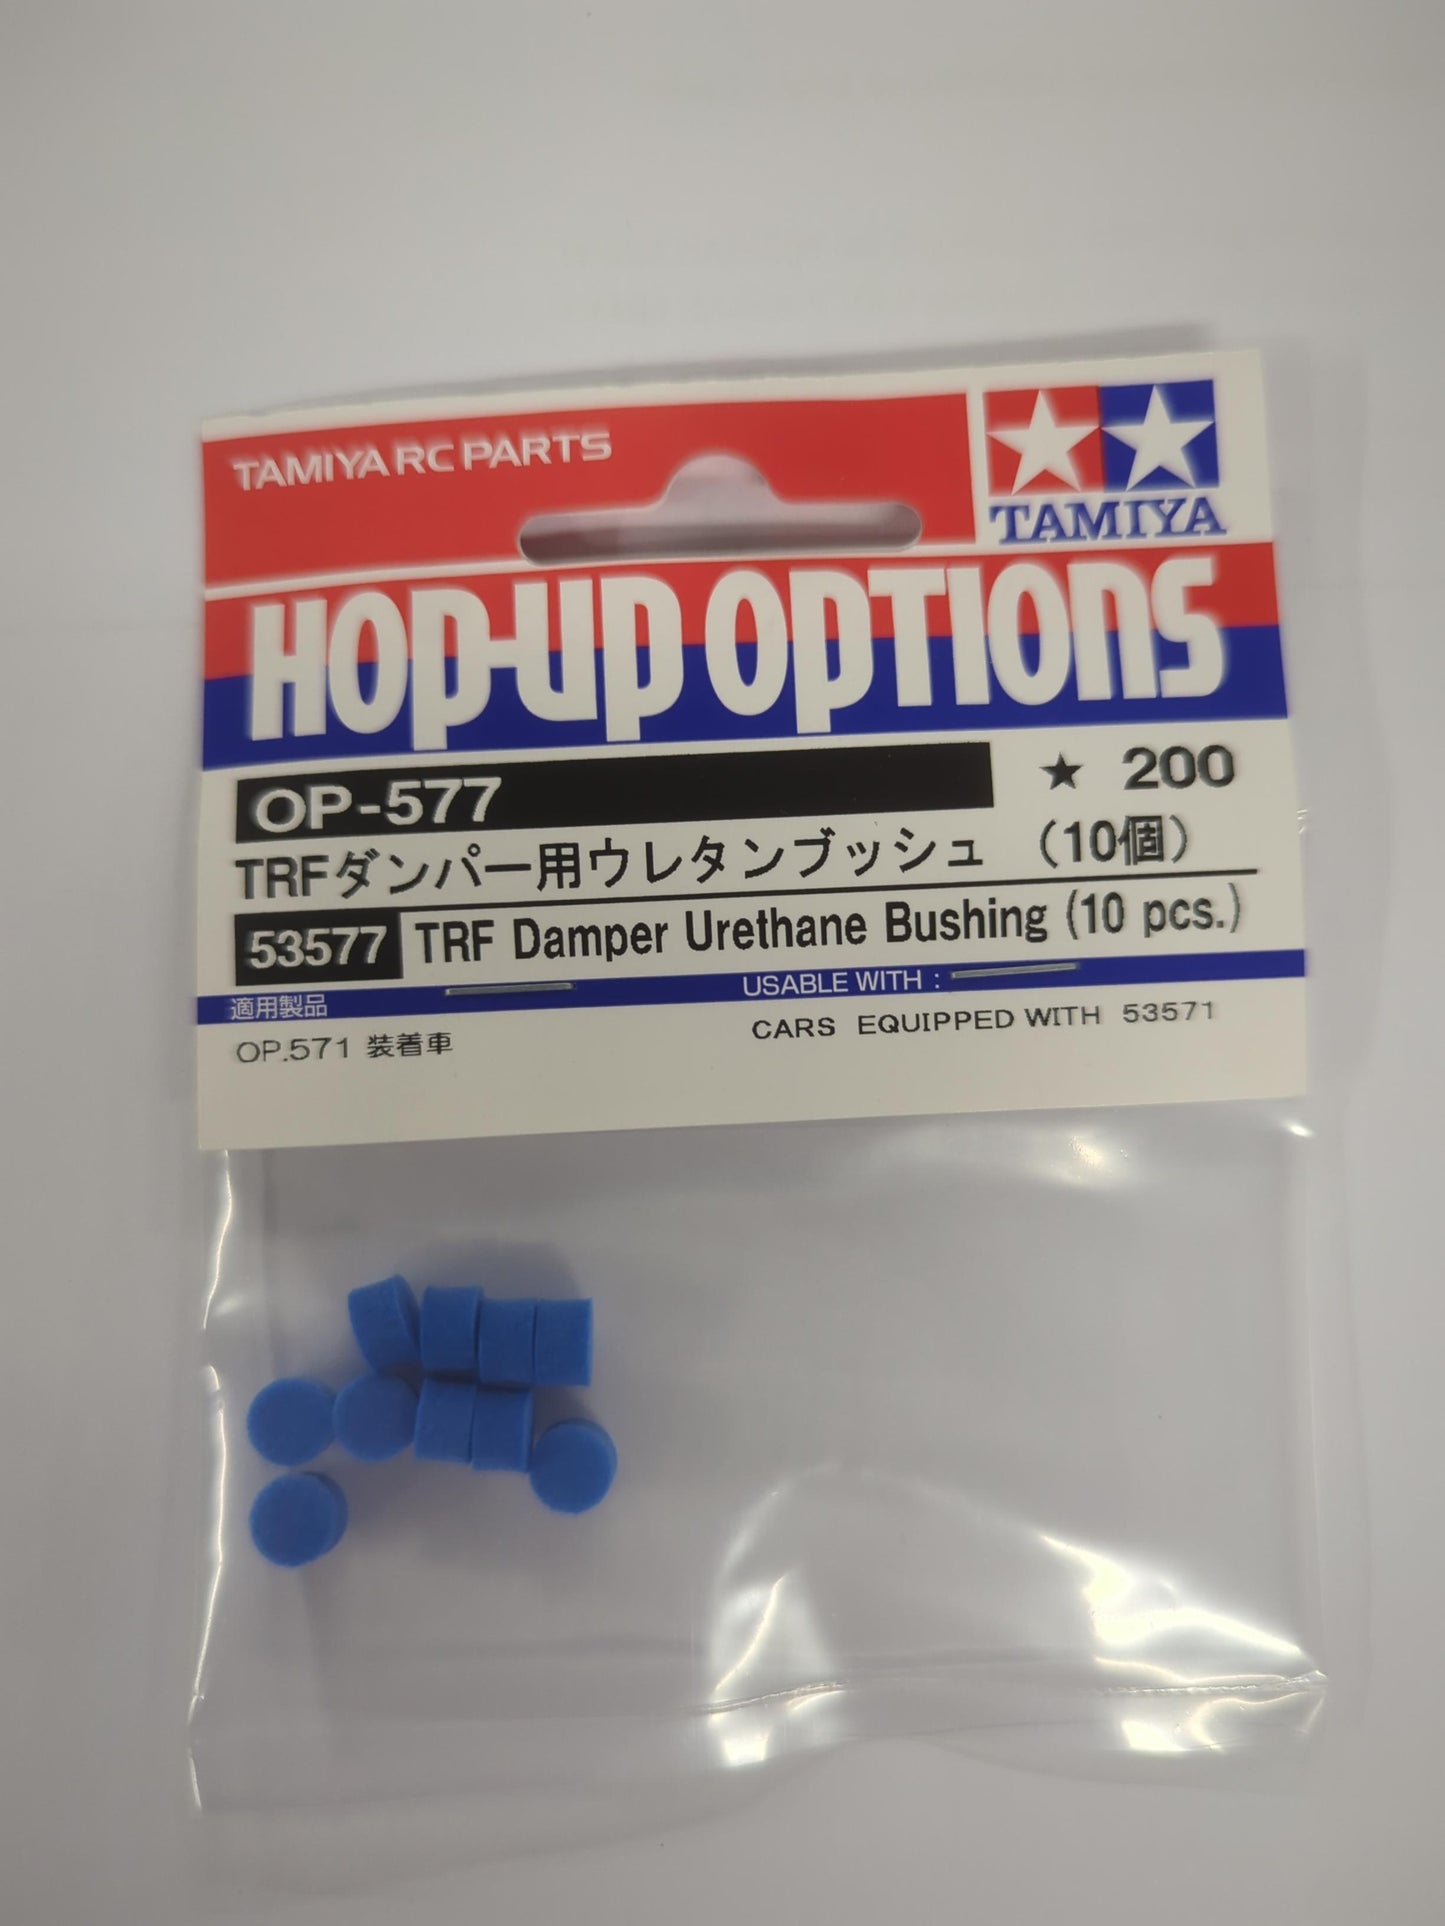 TAMIYA RC PARTS
TAMIYA
HOP-UP OPTIONS
OP-577
★ 200
TRFダンパー用ウレタンブッシュ （10個）
53577 TRF Damper Urethane Bushing (10 pcs.)
適用製品 USABLE WITH :
OP.571 装着車 CARS EQUIPPED WITH 53571